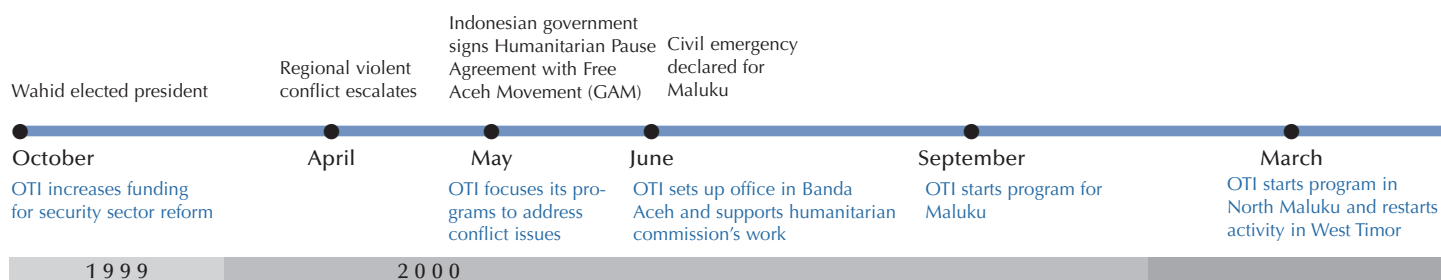 Wahid elected president
Regional violent
conflict escalates
Indonesian government
signs Humanitarian Pause
Agreement with Free
Aceh Movement (GAM)
Civil emergency
declared for
Maluku
October
April
May
June
September
March
OTI increases funding
for security sector reform
OTI focuses its pro-
grams to address
conflict issues
OTI sets up office in Banda
Aceh and supports humanitarian
commission's work
OTI starts program for
Maluku
OTI starts program in
North Maluku and restarts
activity in West Timor
1999
2000